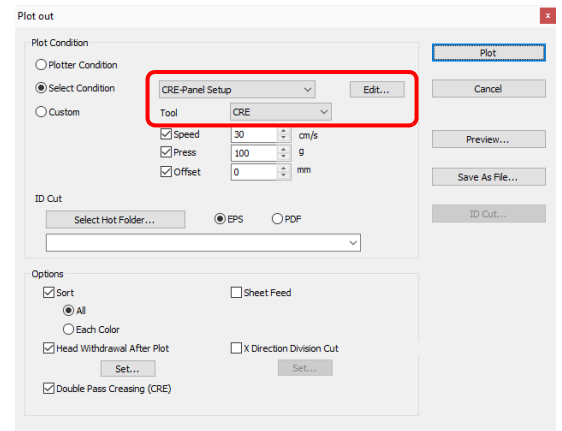 Plot out
x
Plot Condition
Plotter Condition
Select Condition
CRE-Panel Setup
Edit...
Custom
Tool
CRE
Speed
30
cm/s
Press
100
g
Offset
0
mm
Plot
Cancel
Preview...
Save As File...
ID Cut...
ID Cut
Select Hot Folder...
EPS
PDF
Options
Sort
Sheet Feed
All
Each Color
Head Withdrawal After Plot
X Direction Division Cut
Set...
Set...
Double Pass Creasing (CRE)